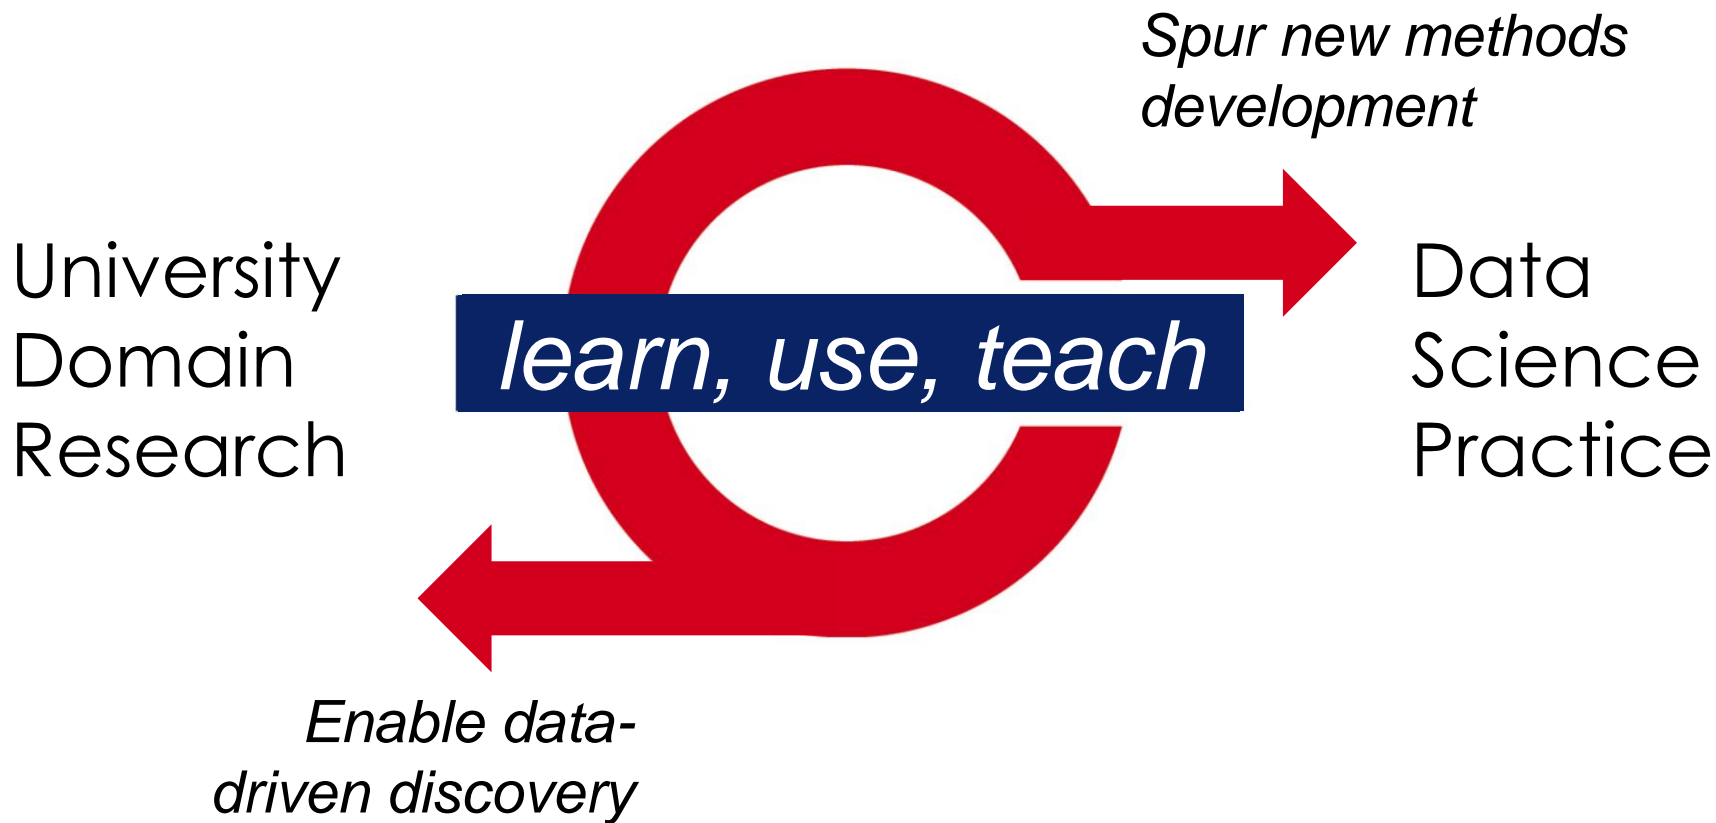 Spur new methods
development
University
Domain
Research
learn, use, teach
Data
Science
Practice
Enable data-
driven discovery